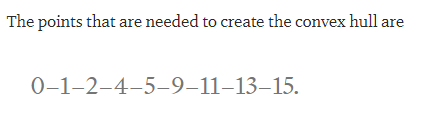 The points that are needed to create the convex hull are
0–1–2–4–5–9–11–13–15.